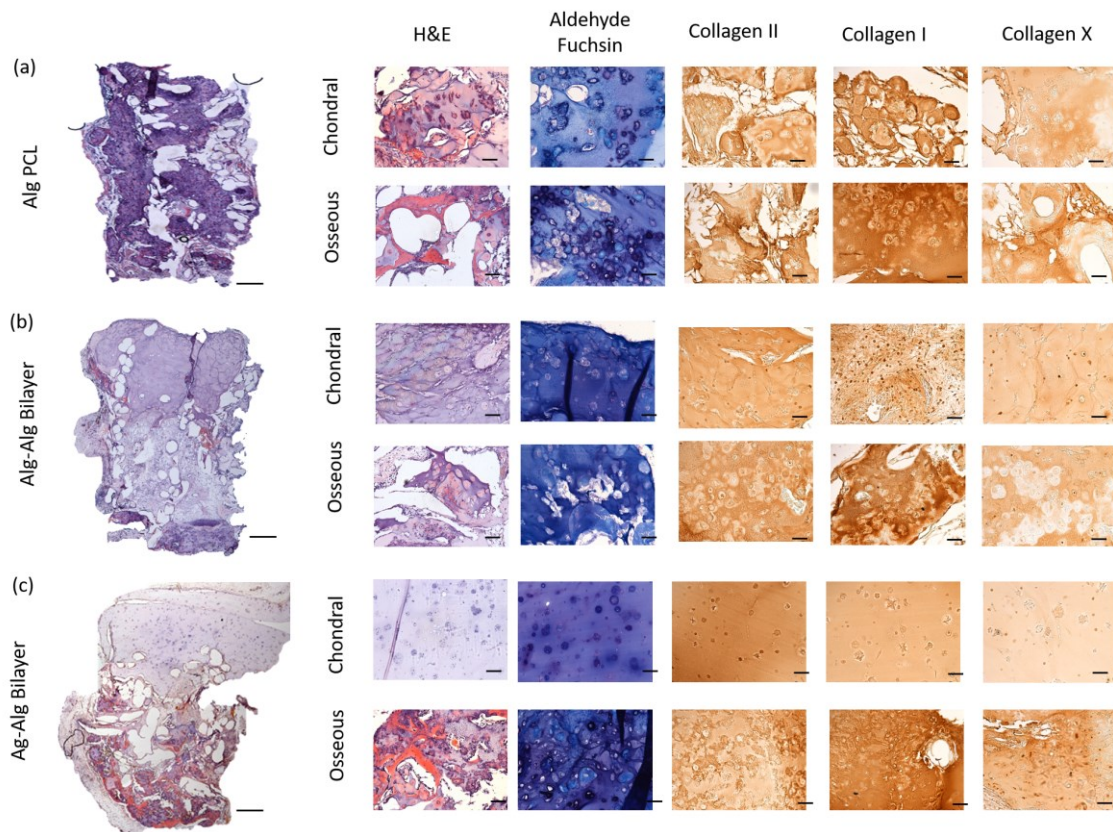 H&E
Aldehyde
Fuchsin
Collagen II
Collagen I
Collagen X
(a)
Alg PCL
Chondral
Osseous
(b)
Alg-Alg Bilayer
Chondral
Osseous
(c)
Ag-Alg Bilayer
Chondral
Osseous